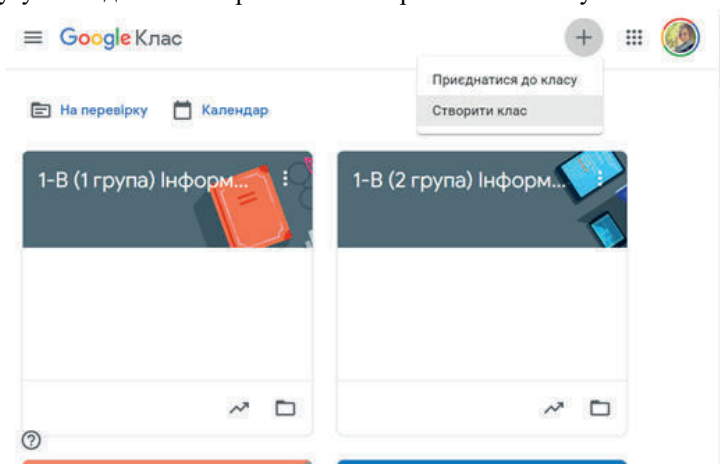 Google Клас
Приєднатися до класу
Створити клас
На перевірку
Календар
1-В (1 група) Інформ...
1-В (2 група) Інформ...